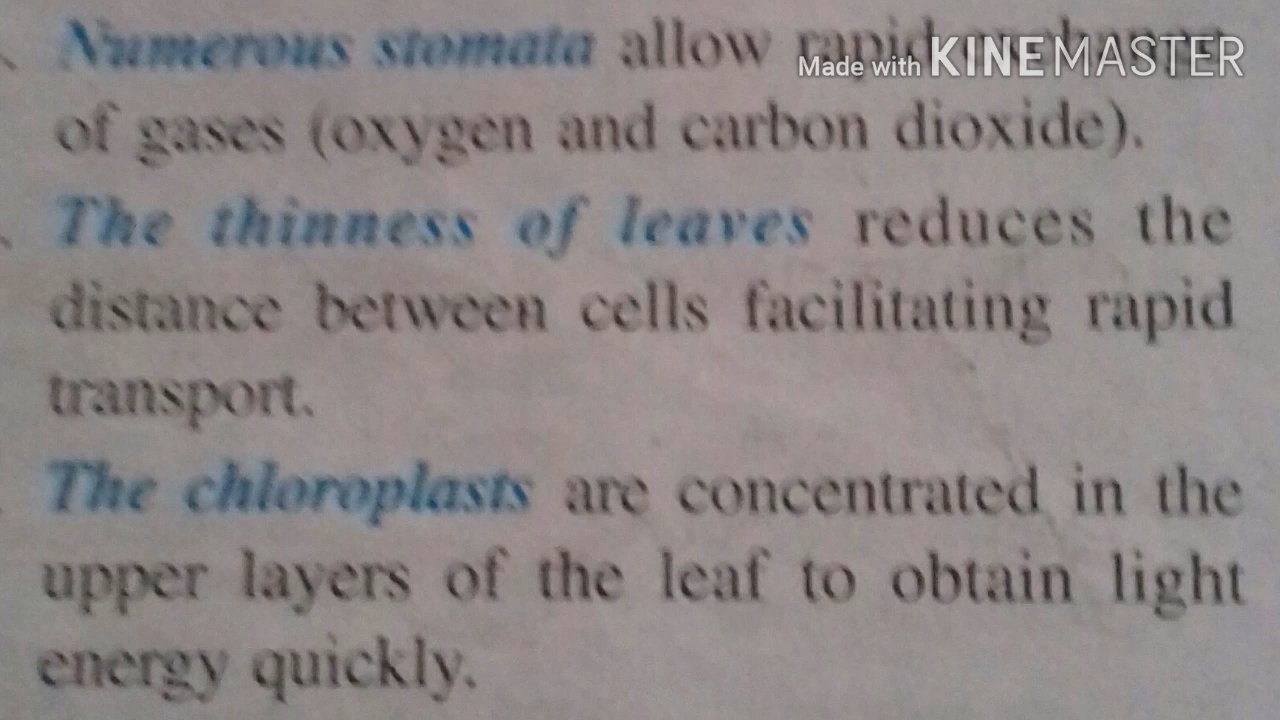 Numerous stomata allow rapid
Made with KINEMASTER
of gases (oxygen and carbon dioxide).
The thinness of leaves reduces the
distance between cells facilitating rapid
transport.
The chloroplasts are concentrated in the
upper layers of the leaf to obtain light
energy quickly.